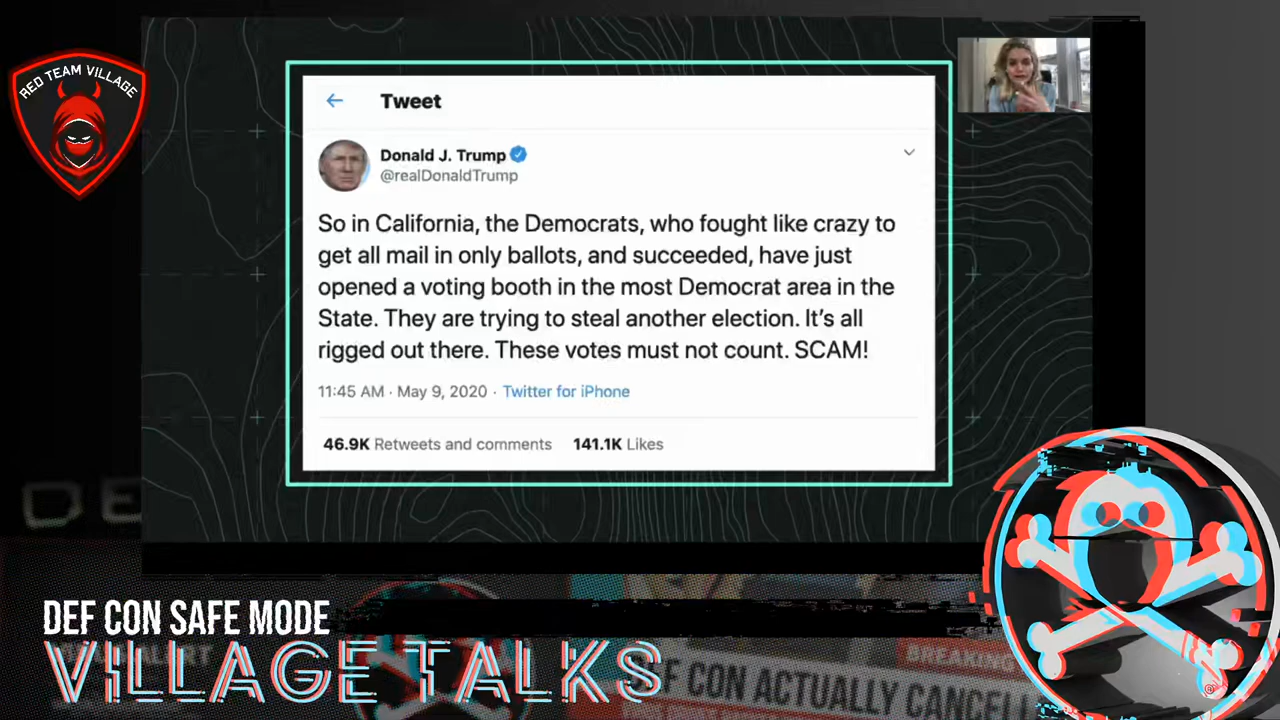 RED TEAM VILLAGE
Tweet
Donald J. Trump
@realDonaldTrump
So in California, the Democrats, who fought like crazy to
get all mail in only ballots, and succeeded, have just
opened a voting booth in the most Democrat area in the
State. They are trying to steal another election. It’s all
rigged out there. These votes must not count. SCAM!
11:45 AM · May 9, 2020 · Twitter for iPhone
46.9K Retweets and comments 141.1K Likes
DE
DEF CON SAFE MODE
VILLAGE TALKS
BREAKING
DEF CON ACTUALLY CANCELL